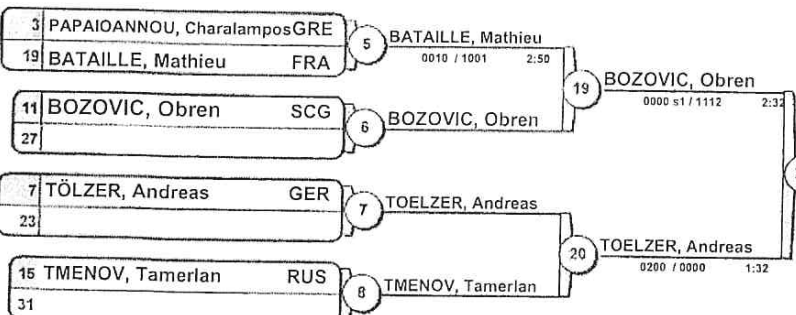 3 PAPAIOANNOU, Charalampos GRE
19 BATAILLE, Mathieu FRA
5
BATAILLE, Mathieu
0010 / 1001 2:50
11 BOZOVIC, Obren SCG
27
6
BOZOVIC, Obren
19
BOZOVIC, Obren
0000 s1 / 1112 2:32
7 TÖLZER, Andreas GER
23
7
TOELZER, Andreas
15 TMENOV, Tamerlan RUS
31
8
TMENOV, Tamerlan
20
TOELZER, Andreas
0200 / 0000 1:32